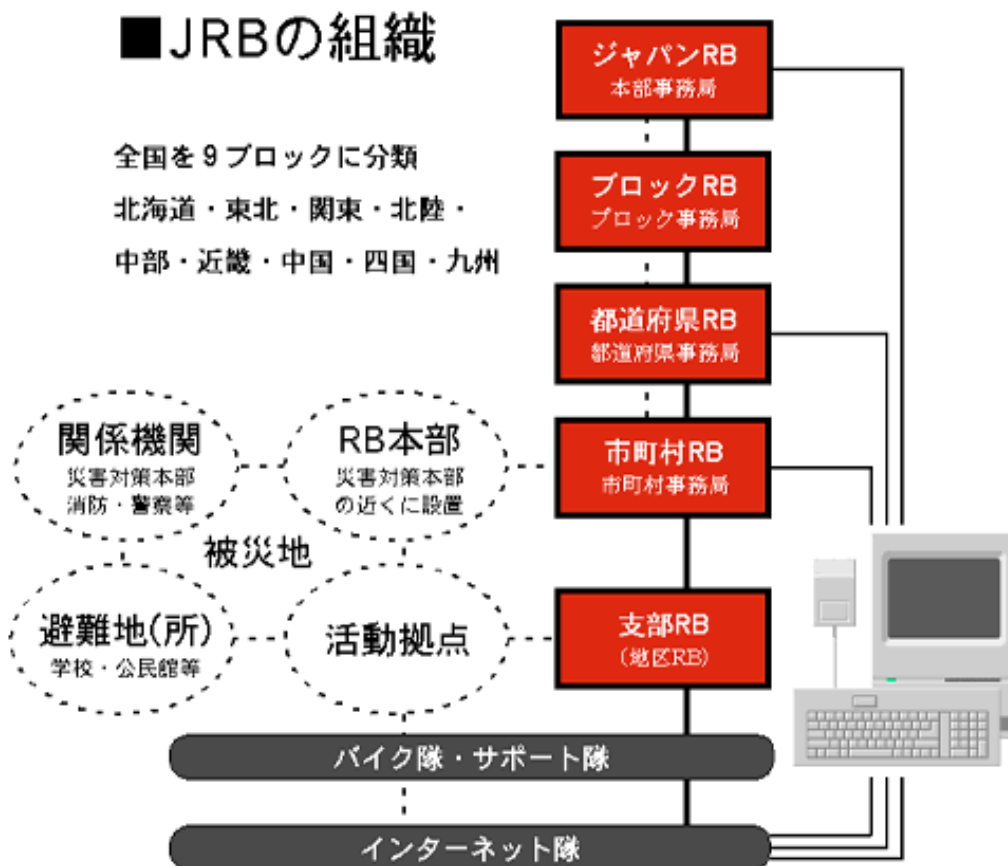 ■JRBの組織
全国を9ブロックに分類
北海道・東北・関東・北陸・
中部・近畿・中国・四国・九州
ジャパンRB
本部事務局
ブロックRB
ブロック事務局
都道府県RB
都道府県事務局
関係機関
災害対策本部
消防・警察等
RB本部
災害対策本部
の近くに設置
市町村RB
市町村事務局
被災地
避難地(所)
学校・公民館等
活動拠点
支部RB
(地区RB)
バイク隊・サポート隊
インターネット隊